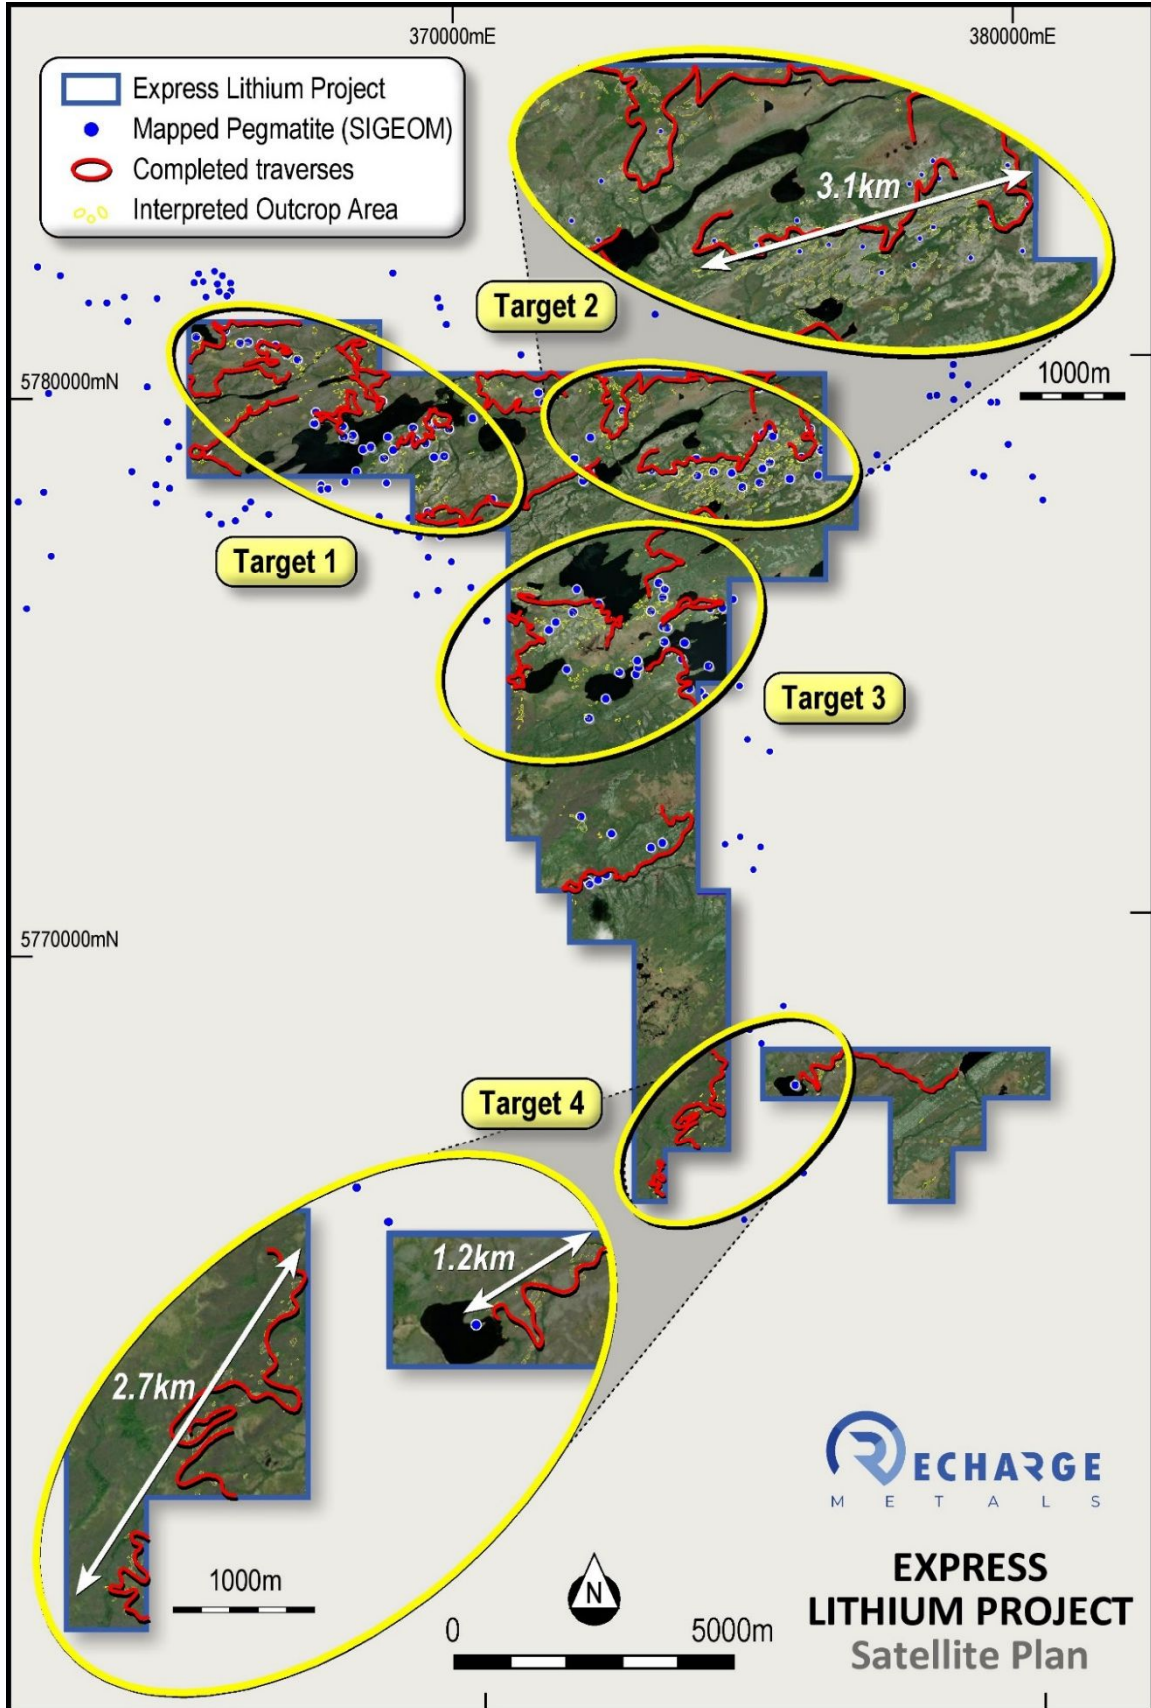 370000mE
380000mE
Express Lithium Project
Mapped Pegmatite (SIGEOM)
Completed traverses
Interpreted Outcrop Area
3.1km
Target 2
1000m
5780000mN
Target 1
Target 3
5770000mN
Target 4
1.2km
2.7km
RECHARGE
METALS
1000m
N
0 5000m
EXPRESS
LITHIUM PROJECT
Satellite Plan